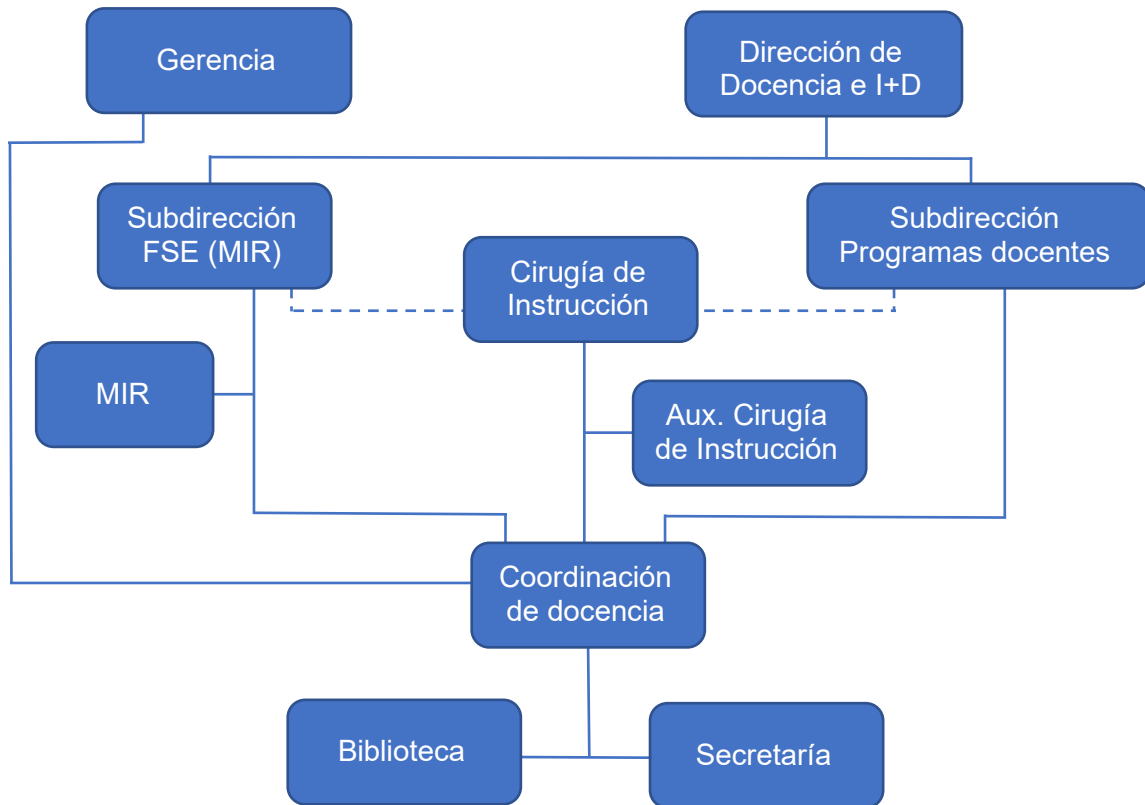 Gerencia
Dirección de
Docencia e I+D
Subdirección
FSE (MIR)
Subdirección
Programas docentes
Cirugía de
Instrucción
MIR
Aux. Cirugía
de Instrucción
Coordinación
de docencia
Biblioteca
Secretaría